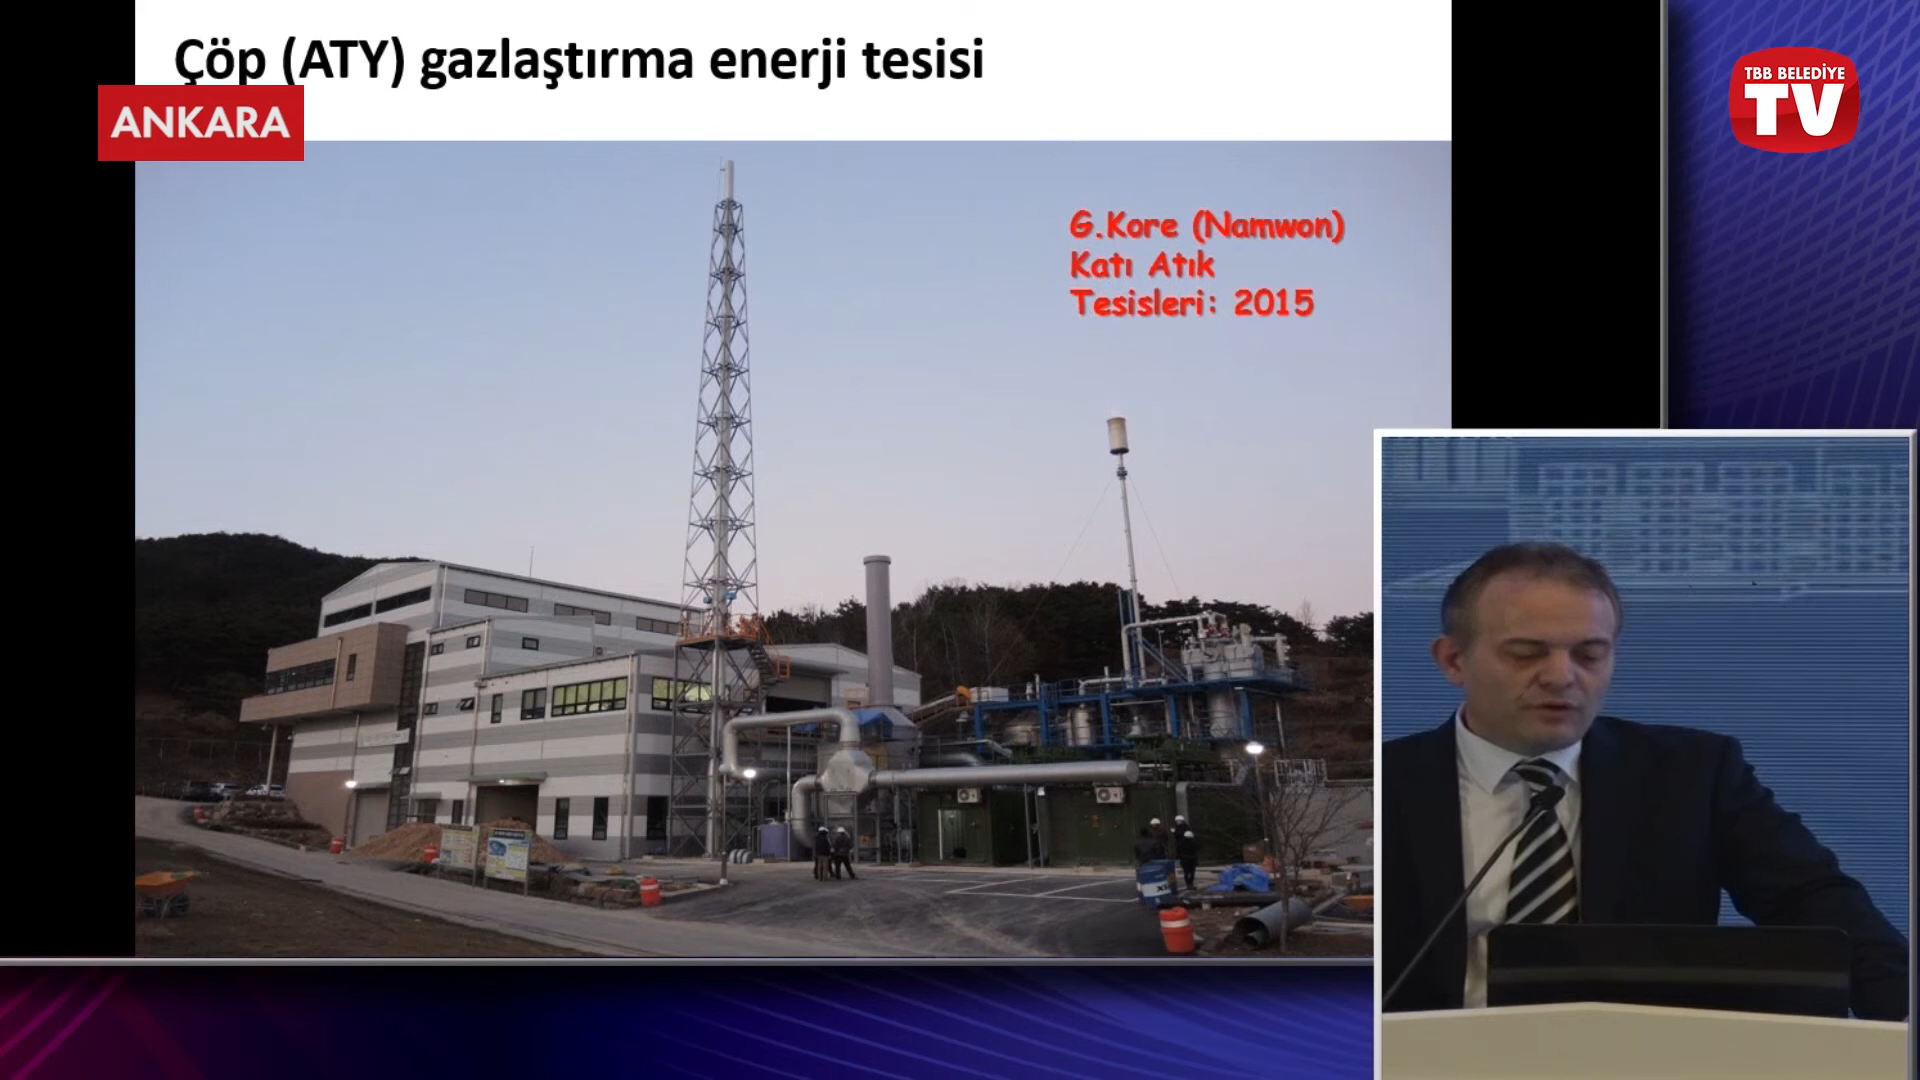 Çöp (ATY) gazlaştırma enerji tesisi
ANKARA
TBB BELEDİYE
TV
G.Kore (Namwon)
Katı Atık
Tesisleri: 2015